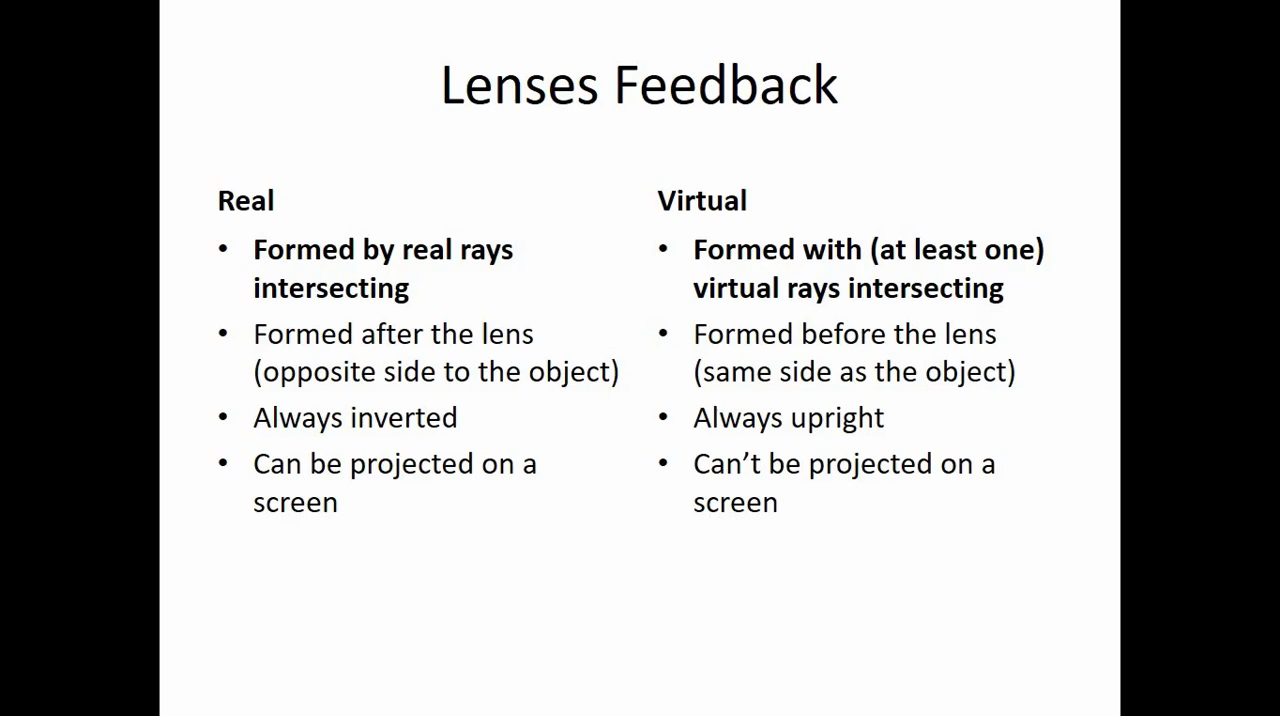 Lenses Feedback
Real
• Formed by real rays
intersecting
• Formed after the lens
(opposite side to the object)
• Always inverted
• Can be projected on a
screen
Virtual
• Formed with (at least one)
virtual rays intersecting
• Formed before the lens
(same side as the object)
• Always upright
• Can’t be projected on a
screen